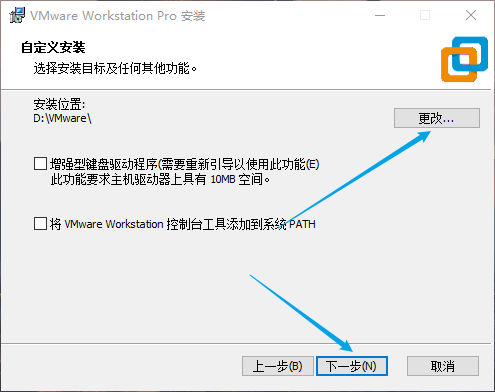 VMware Workstation Pro 安装
自定义安装
选择安装目标及任何其他功能。
安装位置:
D:\VMware\
更改...
增强型键盘驱动程序(需要重新引导以使用此功能(E)
此功能要求主机驱动器上具有 10MB 空间。
将 VMware Workstation 控制台工具添加到系统 PATH
上一步(B)
下一步(N)
取消